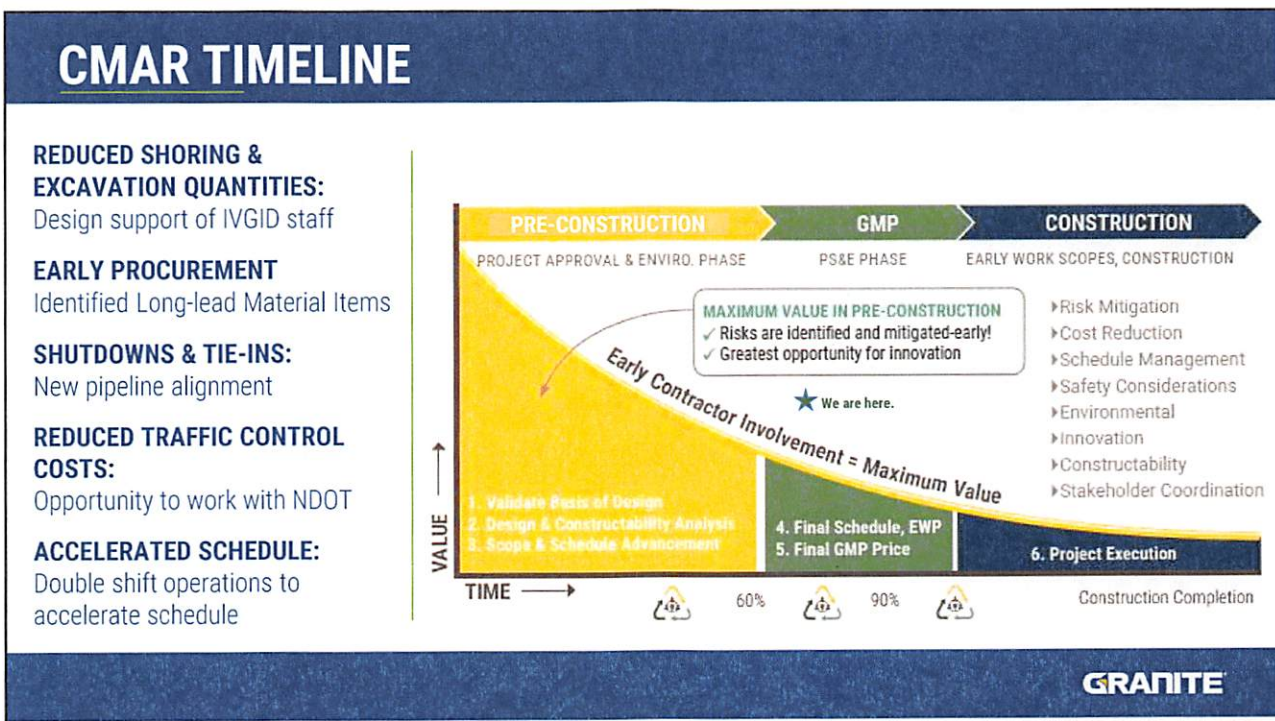 CMAR TIMELINE
REDUCED SHORING &
EXCAVATION QUANTITIES:
Design support of IVGID staff
EARLY PROCUREMENT
Identified Long-lead Material Items
SHUTDOWNS & TIE-INS:
New pipeline alignment
REDUCED TRAFFIC CONTROL
COSTS:
Opportunity to work with NDOT
ACCELERATED SCHEDULE:
Double shift operations to
accelerate schedule
PRE-CONSTRUCTION
GMP
CONSTRUCTION
PROJECT APPROVAL & ENVIRO. PHASE
PS&E PHASE
EARLY WORK SCOPES, CONSTRUCTION
MAXIMUM VALUE IN PRE-CONSTRUCTION
✓ Risks are identified and mitigated-early!
✓ Greatest opportunity for innovation
Early Contractor Involvement = Maximum Value
We are here.
Risk Mitigation
Cost Reduction
Schedule Management
Safety Considerations
Environmental
Innovation
Constructability
Stakeholder Coordination
VALUE
1. Validate Basis of Design
2. Design & Constructability Analysis
3. Scope & Schedule Advancement
4. Final Schedule, EWP
5. Final GMP Price
6. Project Execution
TIME
60%
90%
Construction Completion
GRANITE